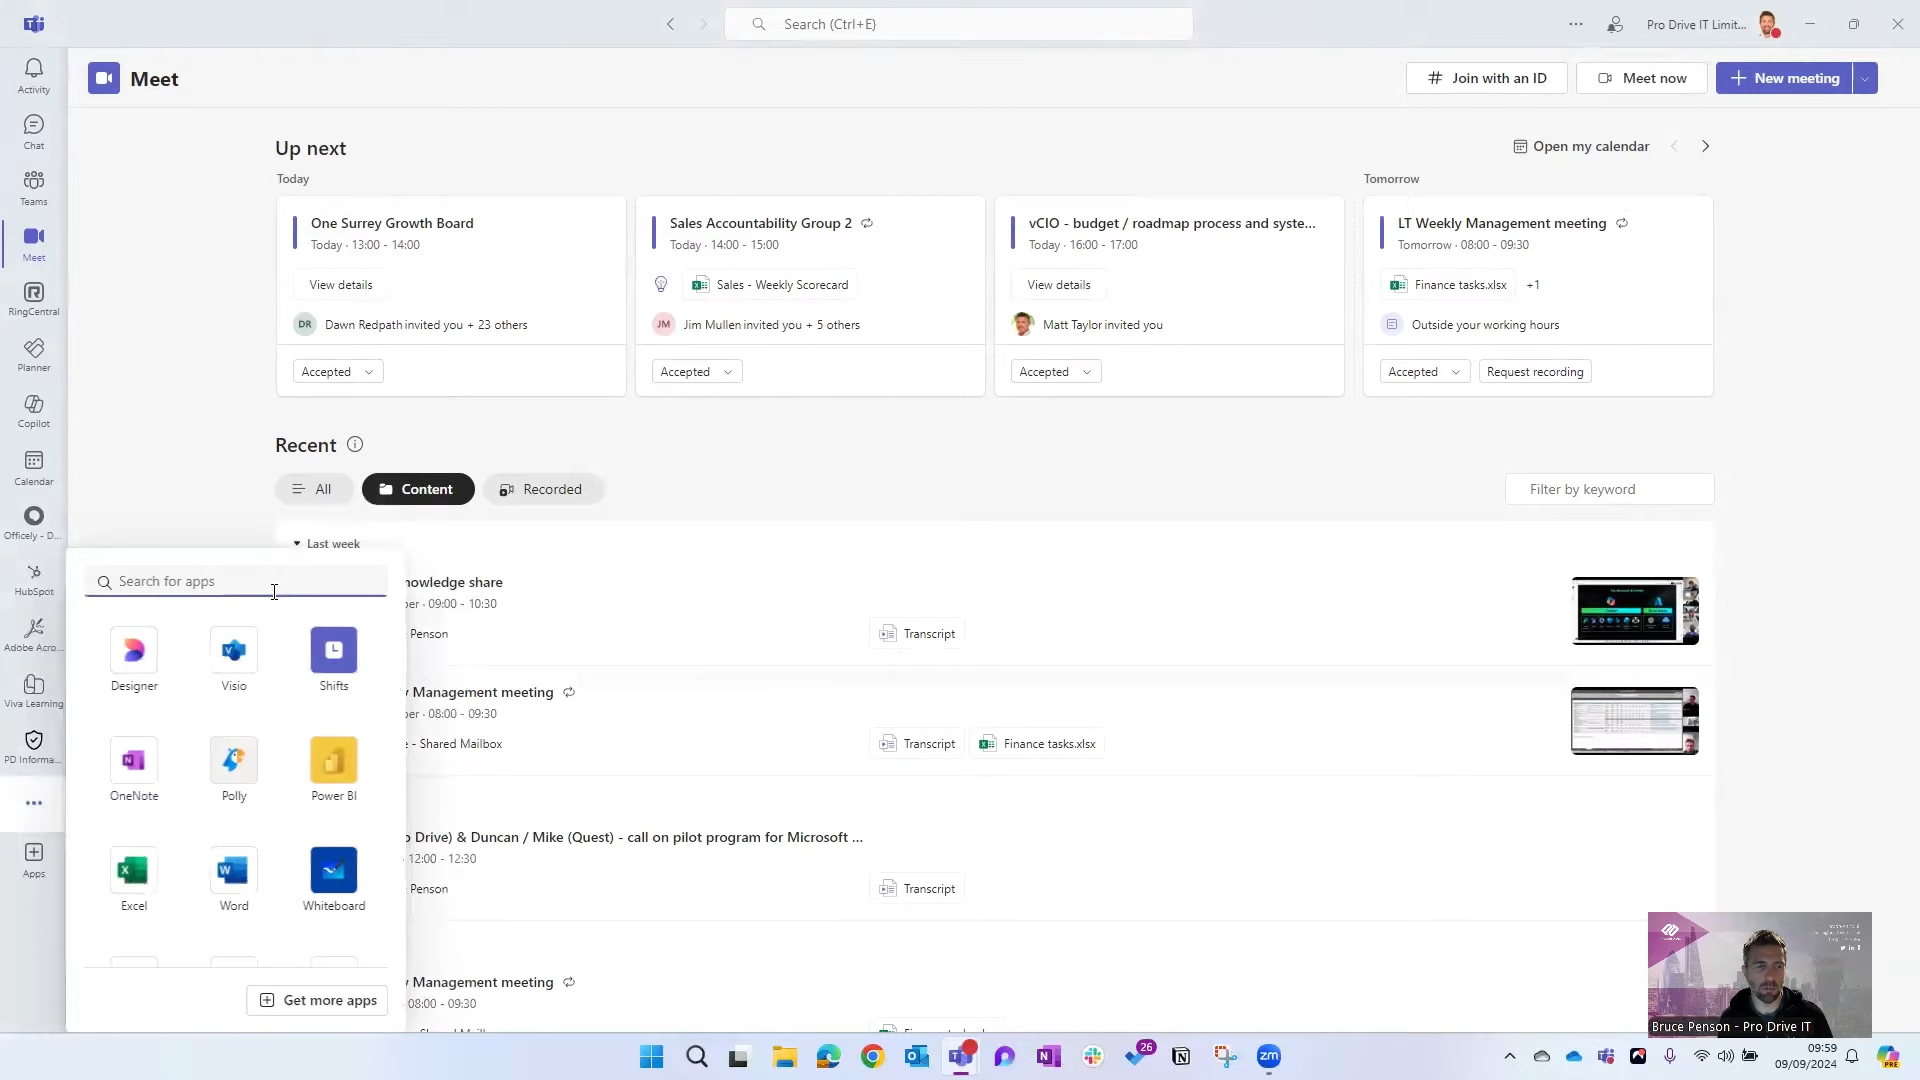 Search (Ctrl+E)
Pro Drive IT Limit...
Activity
Chat
Teams
Meet
RingCentral
Planner
Copilot
Calendar
Officely - D...
HubSpot
Adobe Acro...
Viva Learning
PD Informa...
Apps
Meet
Join with an ID
Meet now
New meeting
Up next
Open my calendar
Today
Tomorrow
One Surrey Growth Board
Today · 13:00 - 14:00
View details
DR Dawn Redpath invited you + 23 others
Accepted
Sales Accountability Group 2
Today · 14:00 - 15:00
Sales - Weekly Scorecard
JM Jim Mullen invited you + 5 others
Accepted
vCIO - budget / roadmap process and syste...
Today · 16:00 - 17:00
View details
Matt Taylor invited you
Accepted
LT Weekly Management meeting
Tomorrow · 08:00 - 09:30
Finance tasks.xlsx +1
Outside your working hours
Accepted
Request recording
Recent
All
Content
Recorded
Filter by keyword
Last week
nowledge share
er · 09:00 - 10:30
Penson
Transcript
Management meeting
er · 08:00 - 09:30
e - Shared Mailbox
Transcript
Finance tasks.xlsx
Drive) & Duncan / Mike (Quest) - call on pilot program for Microsoft ...
12:00 - 12:30
Penson
Transcript
Management meeting
08:00 - 09:30
Search for apps
Designer
Visio
Shifts
OneNote
Polly
Power BI
Excel
Word
Whiteboard
Get more apps
Bruce Penson - Pro Drive IT
26
zm
09:59
09/09/2024
PRE